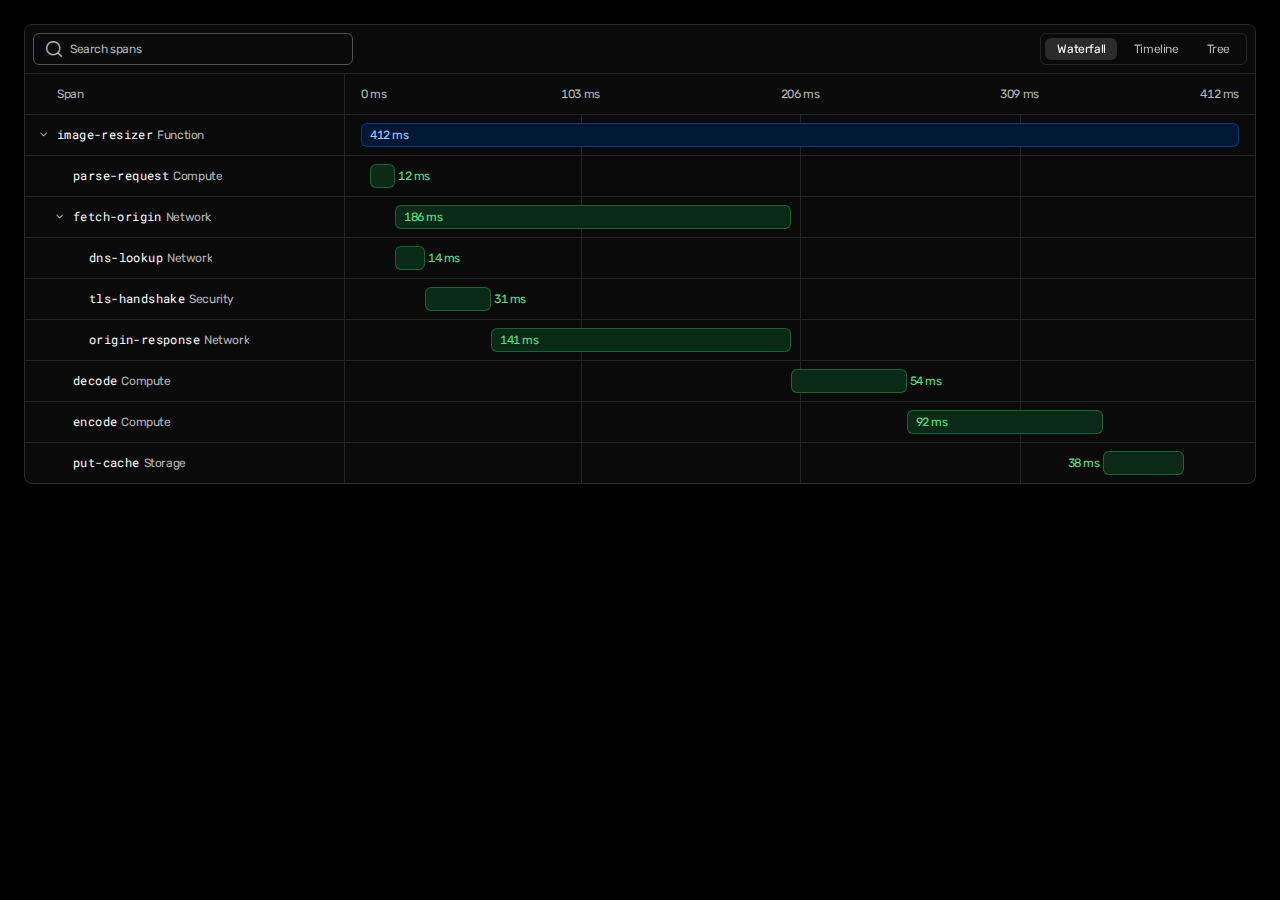 Search spans
Waterfall Timeline Tree
Span 0 ms 103 ms 206 ms 309 ms 412 ms
image-resizer Function 412 ms
parse-request Compute 12 ms
fetch-origin Network 186 ms
dns-lookup Network 14 ms
tls-handshake Security 31 ms
origin-response Network 141 ms
decode Compute 54 ms
encode Compute 92 ms
put-cache Storage 38 ms